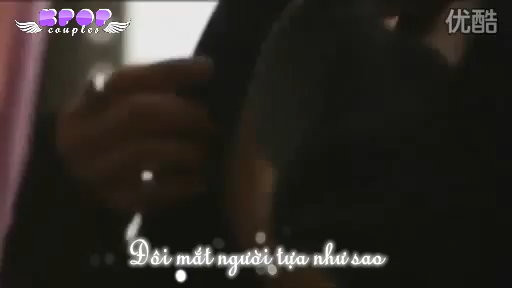 KPOP
couples
优酷
Đôi mắt người tựa như sao